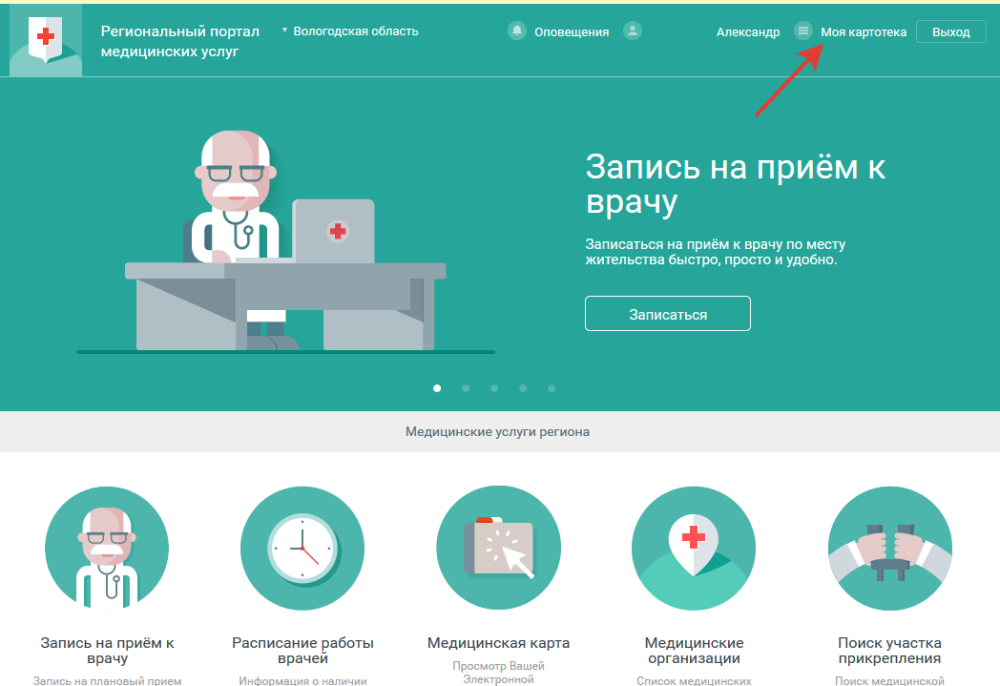 Региональный портал
медицинских услуг
Вологодская область
Оповещения
Александр
Моя картотека
Выход
Запись на приём к
врачу
Записаться на приём к врачу по месту
жительства быстро, просто и удобно.
Записаться
Медицинские услуги региона
Запись на приём к
врачу
Запись на плановый прием
Расписание работы
врачей
Информация о наличии
Медицинская карта
Просмотр Вашей
Электронной
Медицинские
организации
Список медицинских
Поиск участка
прикрепления
Поиск медицинской